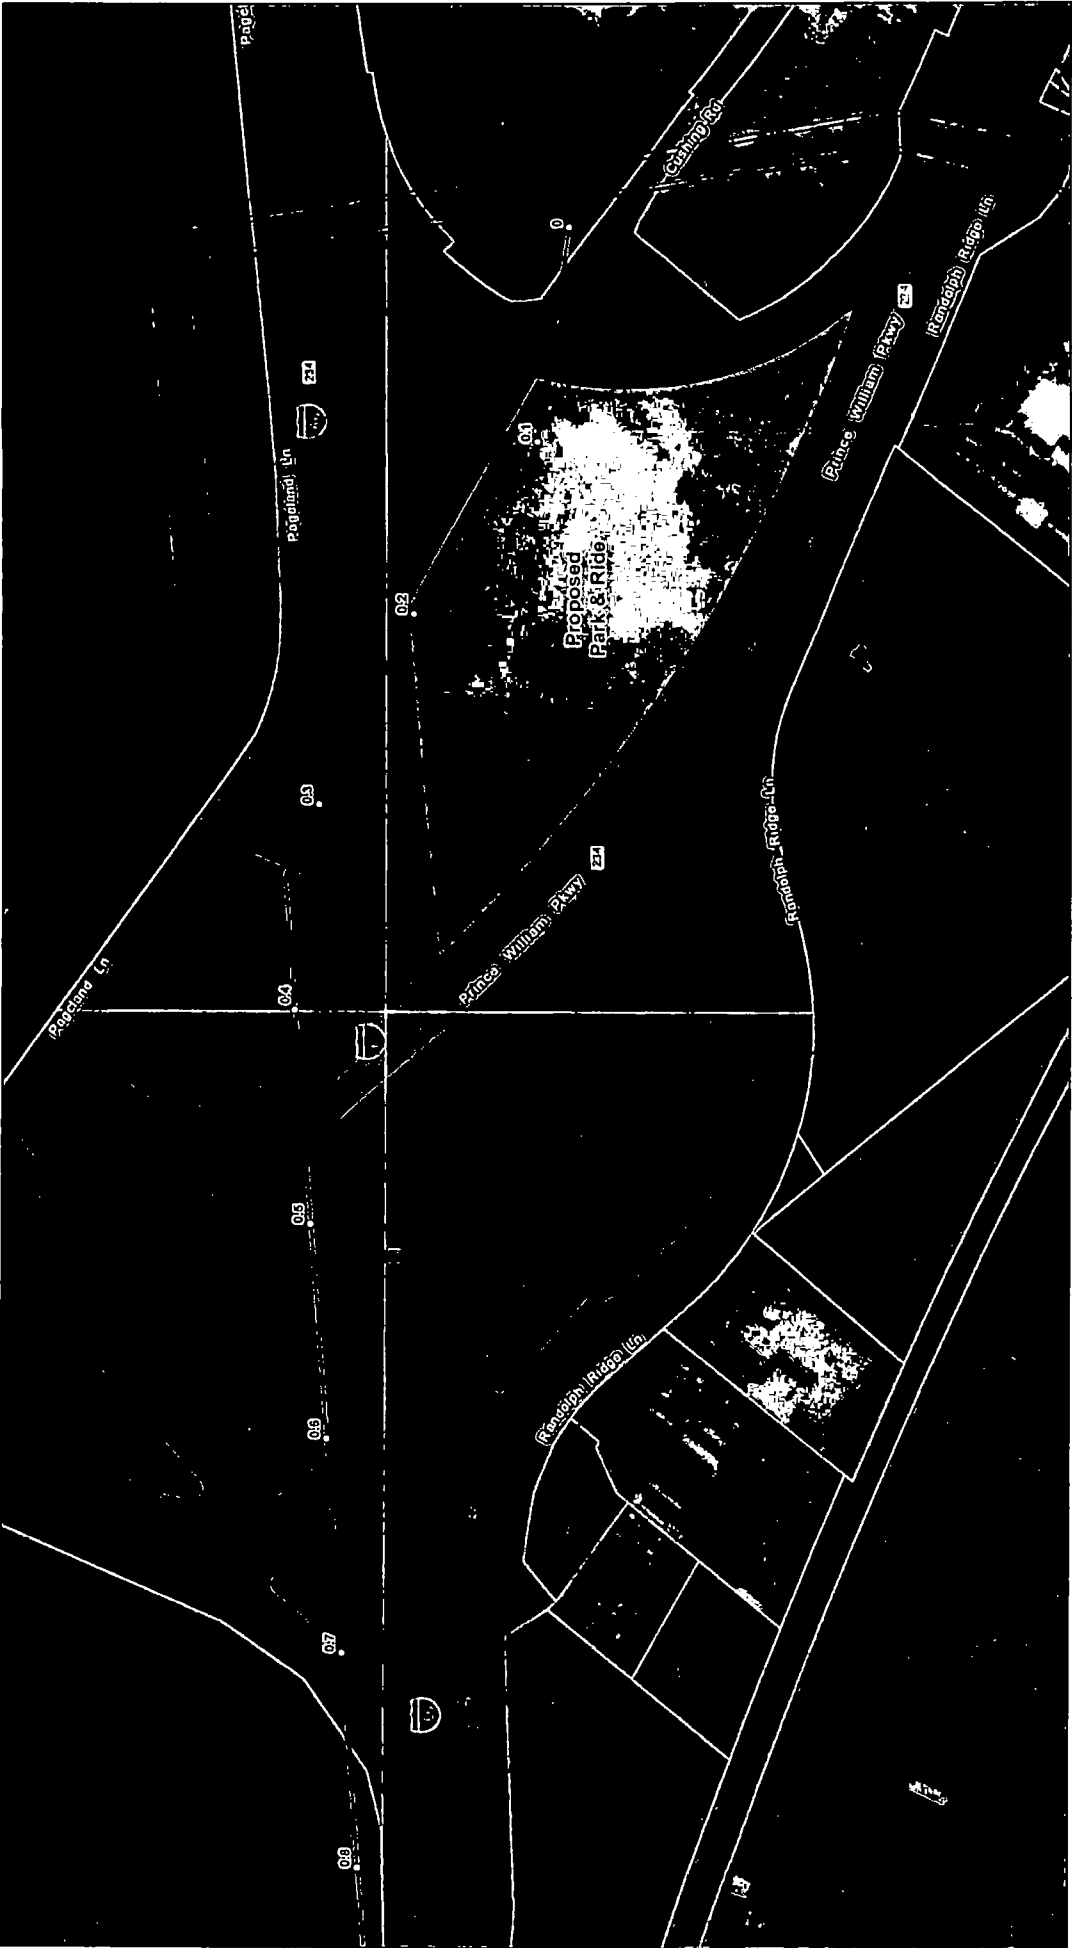 Pagel
Cushing Rd
0
Randolph Ridge Ln
Prince William Pkwy
234
234
Pageland Ln
0.1
0.2
Proposed
Park & Ride
0.3
Randolph Ridge Ln
234
Prince William Pkwy
Pageland Ln
0.4
0.5
Randolph Ridge Ln
0.6
0.7
0.8